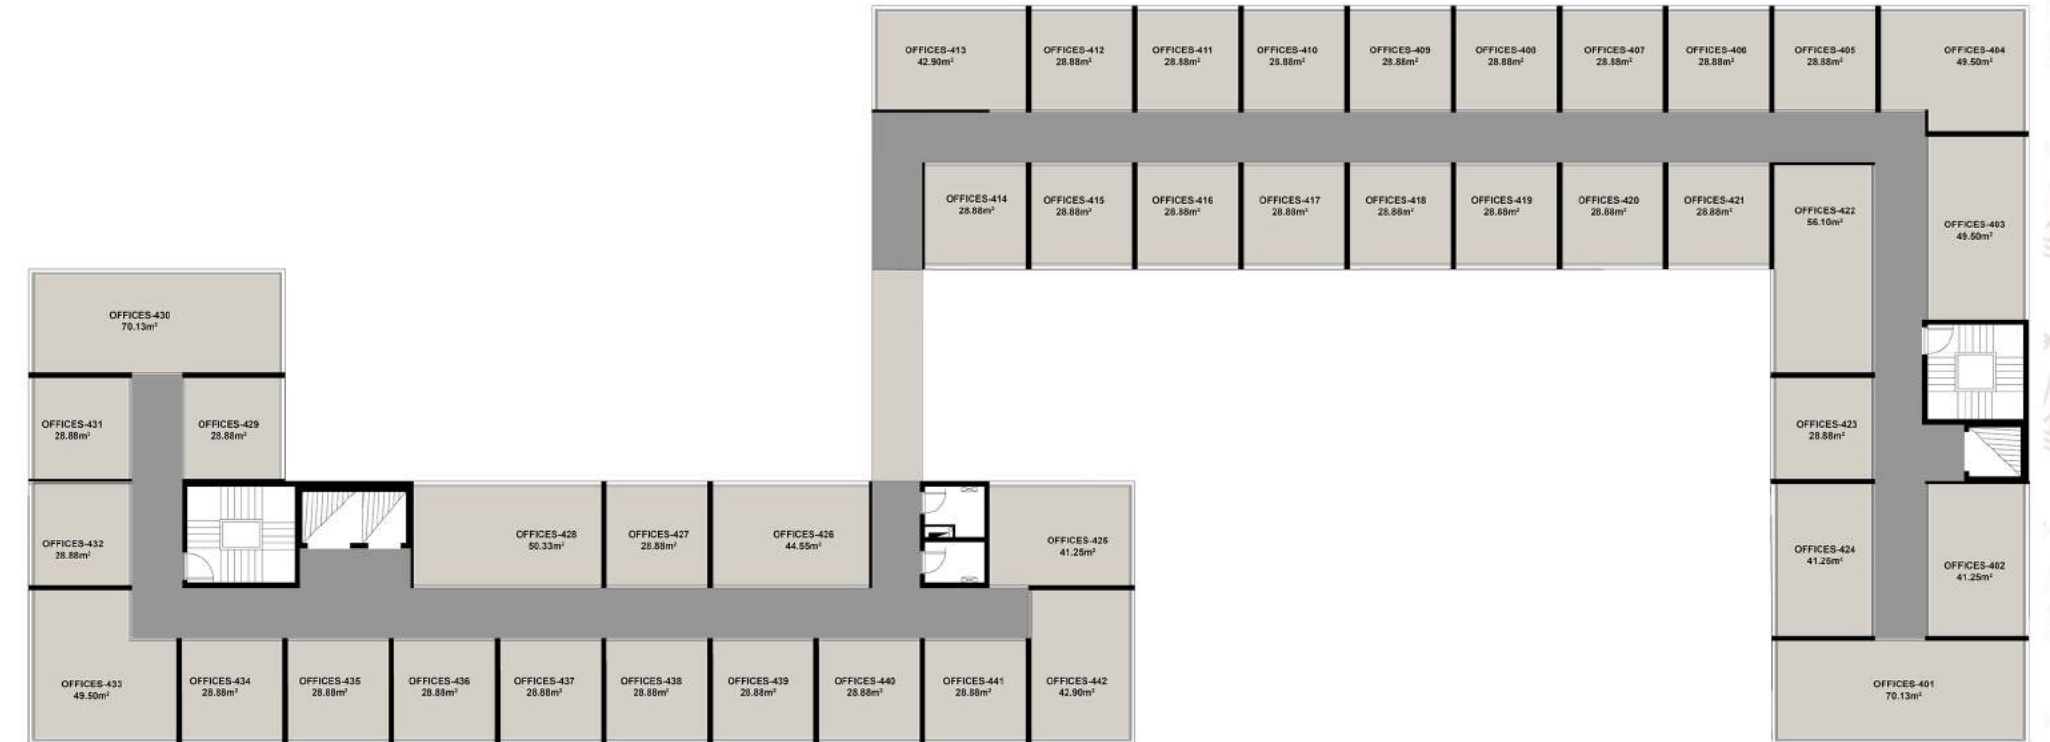 OFFICES-413
42.90m²
OFFICES-412
28.88m²
OFFICES-411
28.88m²
OFFICES-410
28.88m²
OFFICES-409
28.88m²
OFFICES-408
28.88m²
OFFICES-407
28.88m²
OFFICES-406
28.88m²
OFFICES-405
28.88m²
OFFICES-404
49.50m²
OFFICES-414
28.88m²
OFFICES-415
28.88m²
OFFICES-416
28.88m²
OFFICES-417
28.88m²
OFFICES-418
28.88m²
OFFICES-419
28.88m²
OFFICES-420
28.88m²
OFFICES-421
28.88m²
OFFICES-422
56.10m²
OFFICES-403
49.50m²
OFFICES-430
70.13m²
OFFICES-431
28.88m²
OFFICES-429
28.88m²
OFFICES-423
28.88m²
OFFICES-432
28.88m²
OFFICES-428
50.33m²
OFFICES-427
28.88m²
OFFICES-426
44.55m²
OFFICES-425
41.25m²
OFFICES-424
41.25m²
OFFICES-402
41.25m²
OFFICES-433
49.50m²
OFFICES-434
28.88m²
OFFICES-435
28.88m²
OFFICES-436
28.88m²
OFFICES-437
28.88m²
OFFICES-438
28.88m²
OFFICES-439
28.88m²
OFFICES-440
28.88m²
OFFICES-441
28.88m²
OFFICES-442
42.90m²
OFFICES-401
70.13m²